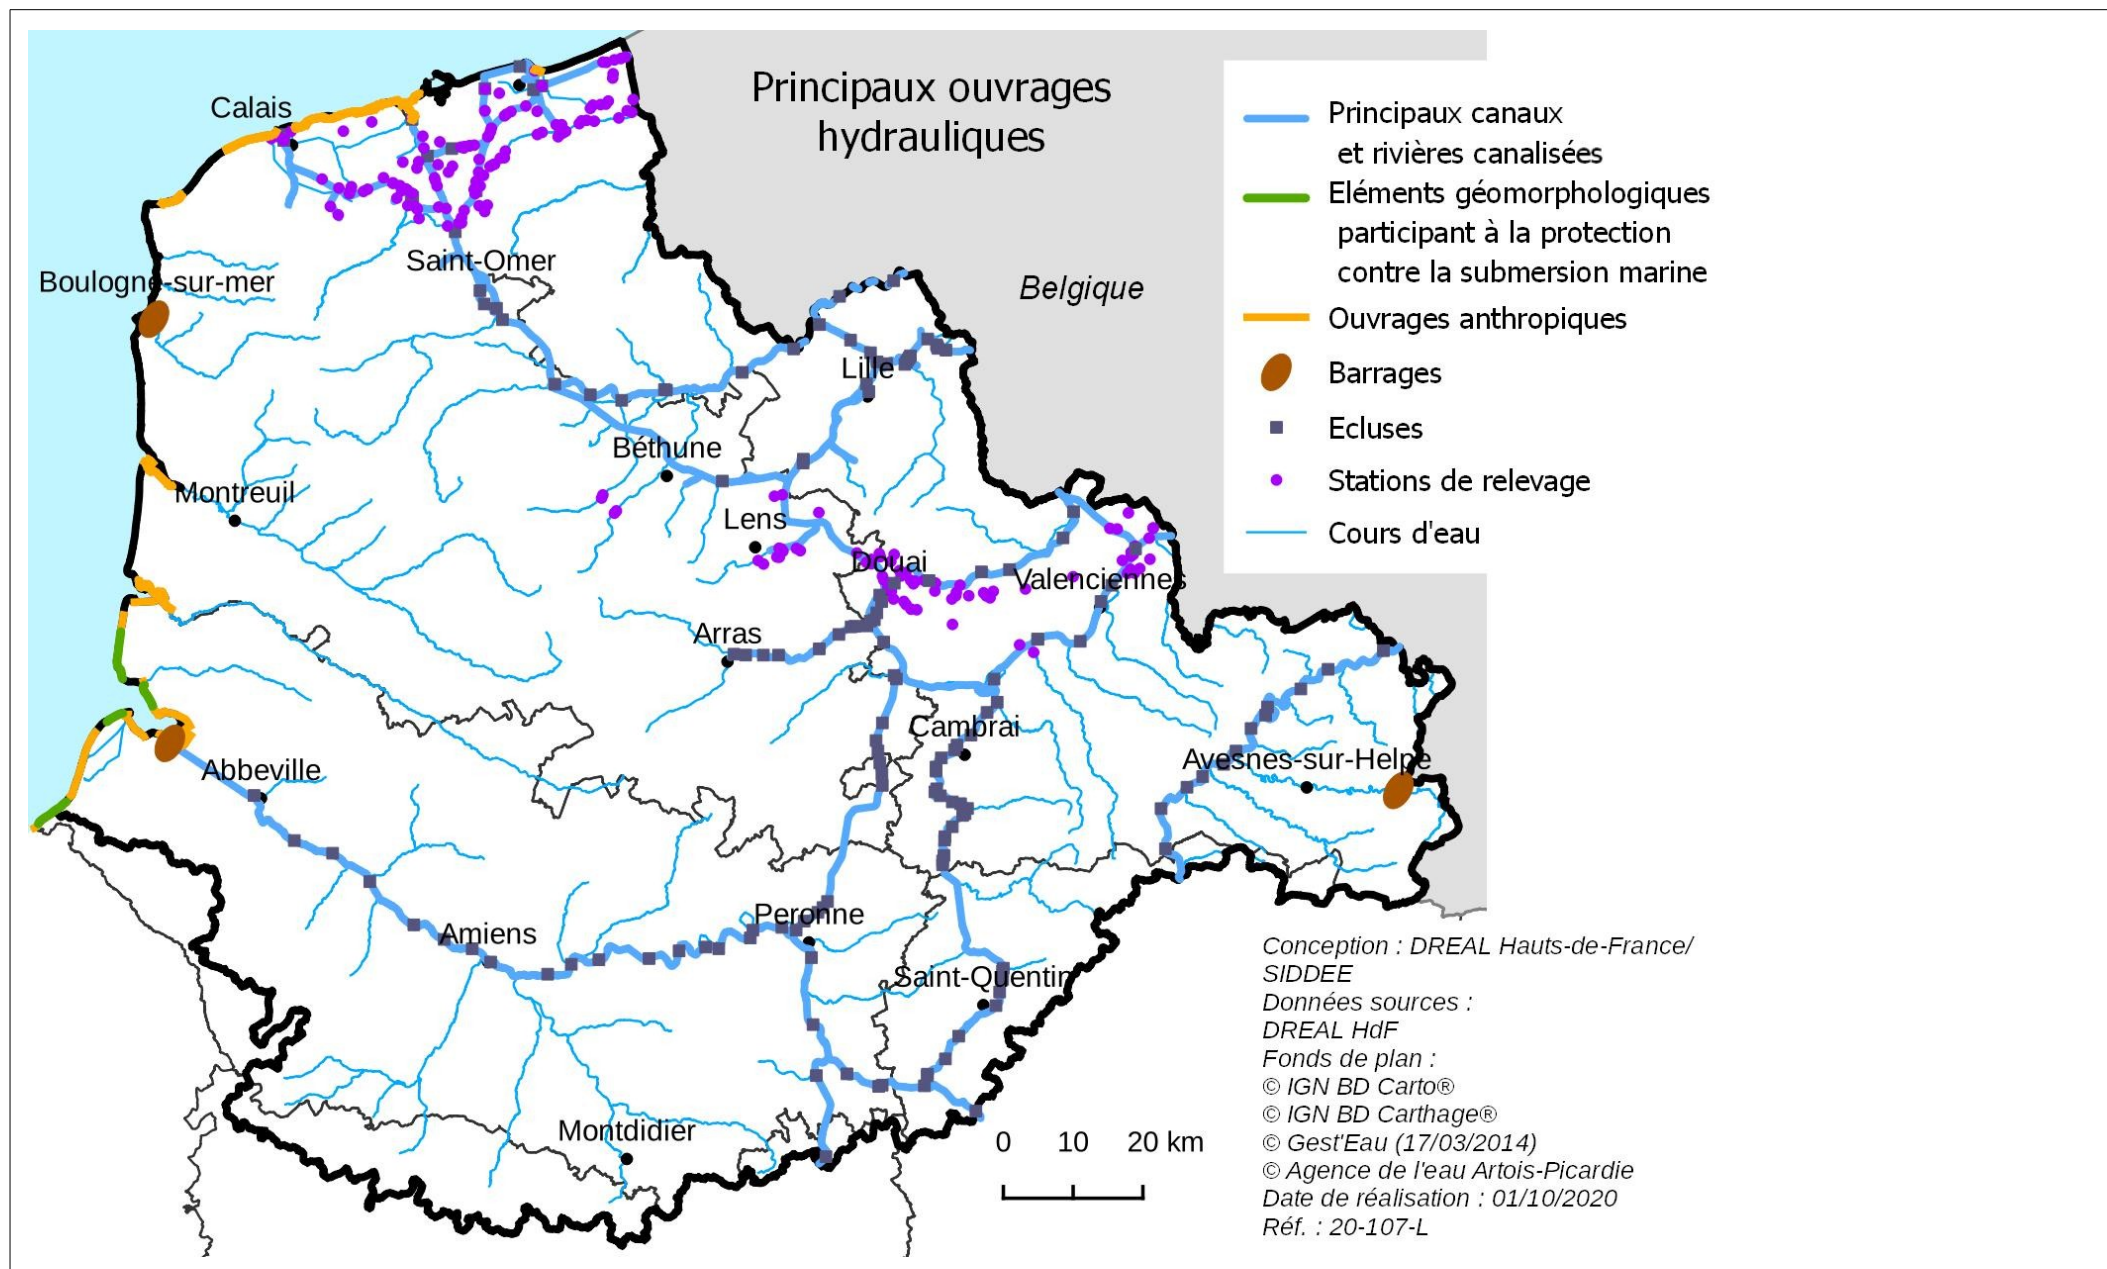 Principaux ouvrages
hydrauliques
Calais
Saint-Omer
Boulogne-sur-mer
Belgique
Lille
Béthune
Montreuil
Lens
Douai
Valenciennes
Arras
Cambrai
Avesnes-sur-Helpe
Abbeville
Amiens
Peronne
Saint-Quentin
Montdidier
0 10 20 km
Principaux canaux
et rivières canalisées
Eléments géomorphologiques
participant à la protection
contre la submersion marine
Ouvrages anthropiques
Barrages
Ecluses
Stations de relevage
Cours d'eau
Conception : DREAL Hauts-de-France/
SIDDEE
Données sources :
DREAL HdF
Fonds de plan :
© IGN BD Carto®
© IGN BD Carthage®
© Gest'Eau (17/03/2014)
© Agence de l'eau Artois-Picardie
Date de réalisation : 01/10/2020
Réf. : 20-107-L